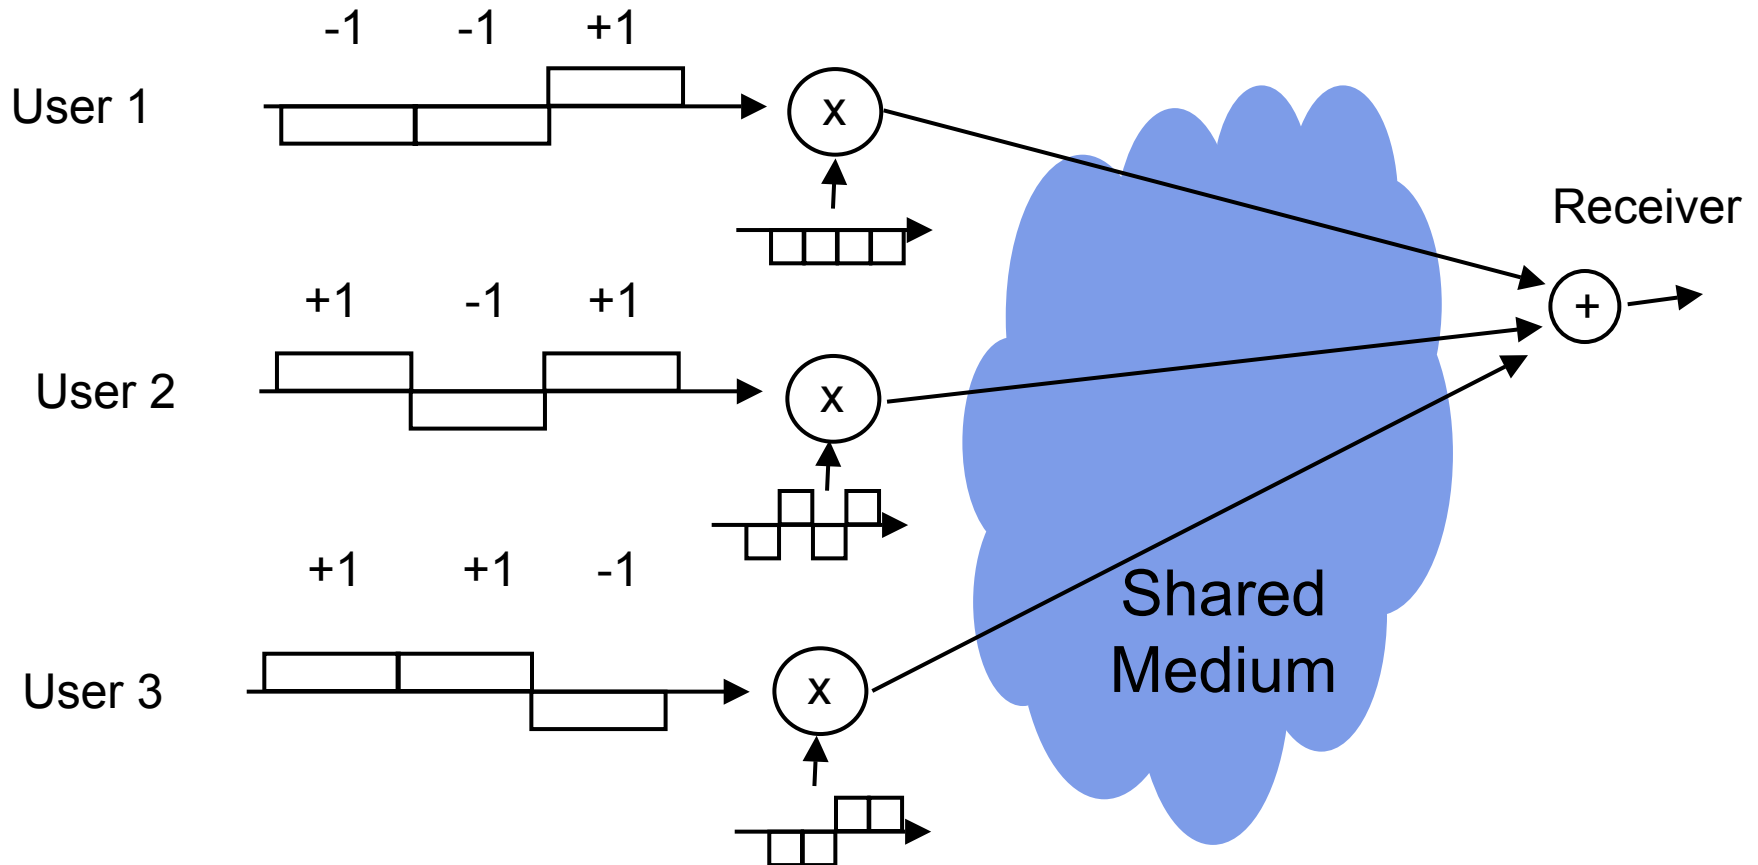 -1 -1 +1
User 1
x
Receiver
+1 -1 +1
+
User 2
x
+1 +1 -1
Shared
Medium
User 3
x